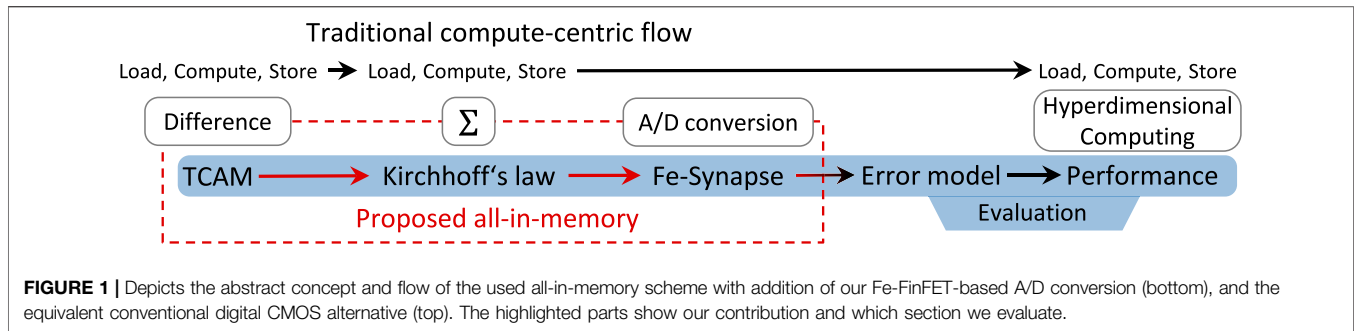 Traditional compute-centric flow
Load, Compute, Store Load, Compute, Store Load, Compute, Store
Difference Σ A/D conversion Hyperdimensional
Computing
TCAM Kirchhoff‘s law Fe-Synapse Error model Performance
Proposed all-in-memory Evaluation
FIGURE 1 | Depicts the abstract concept and flow of the used all-in-memory scheme with addition of our Fe-FinFET-based A/D conversion (bottom), and the
equivalent conventional digital CMOS alternative (top). The highlighted parts show our contribution and which section we evaluate.